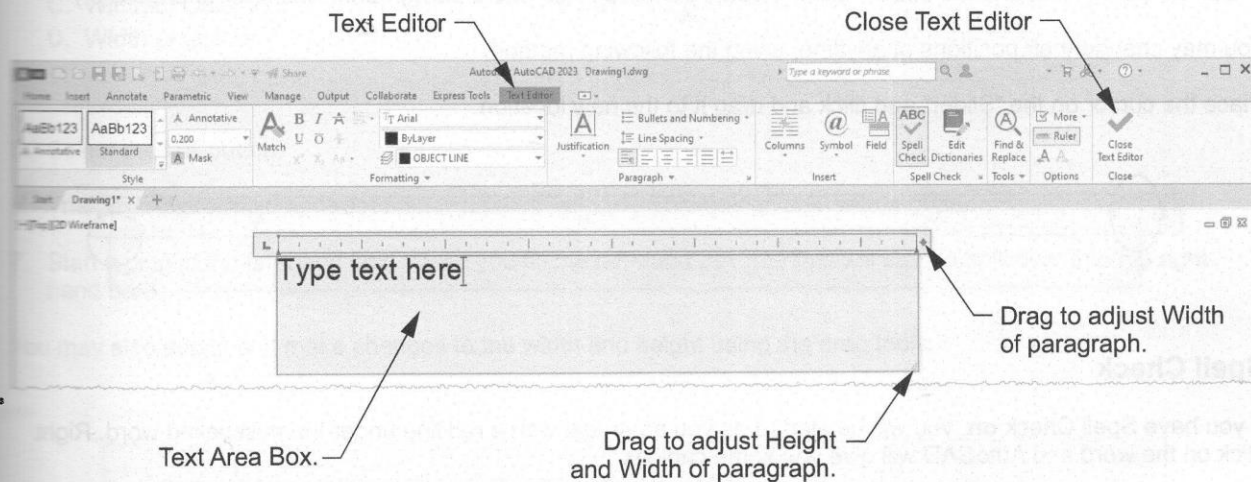 Text Editor
Close Text Editor
Autodesk AutoCAD 2023 Drawing1.dwg
Type a keyword or phrase
Share
Home Insert Annotate Parametric View Manage Output Collaborate Express Tools Text Editor
AaBb123 AaBb123
Annotative Standard
Annotative
0.200
Mask
Style
Match
Arial
ByLayer
OBJECT LINE
Formatting
Justification
Bullets and Numbering
Line Spacing
Paragraph
Columns Symbol Field
Insert
ABC
Spell Check
Edit Dictionaries
Spell Check
Find & Replace
Tools
More
Ruler
Options
Close Text Editor
Close
Start Drawing1*
[-][Top][2D Wireframe]
Type text here
Drag to adjust Width
of paragraph.
Text Area Box.
Drag to adjust Height
and Width of paragraph.